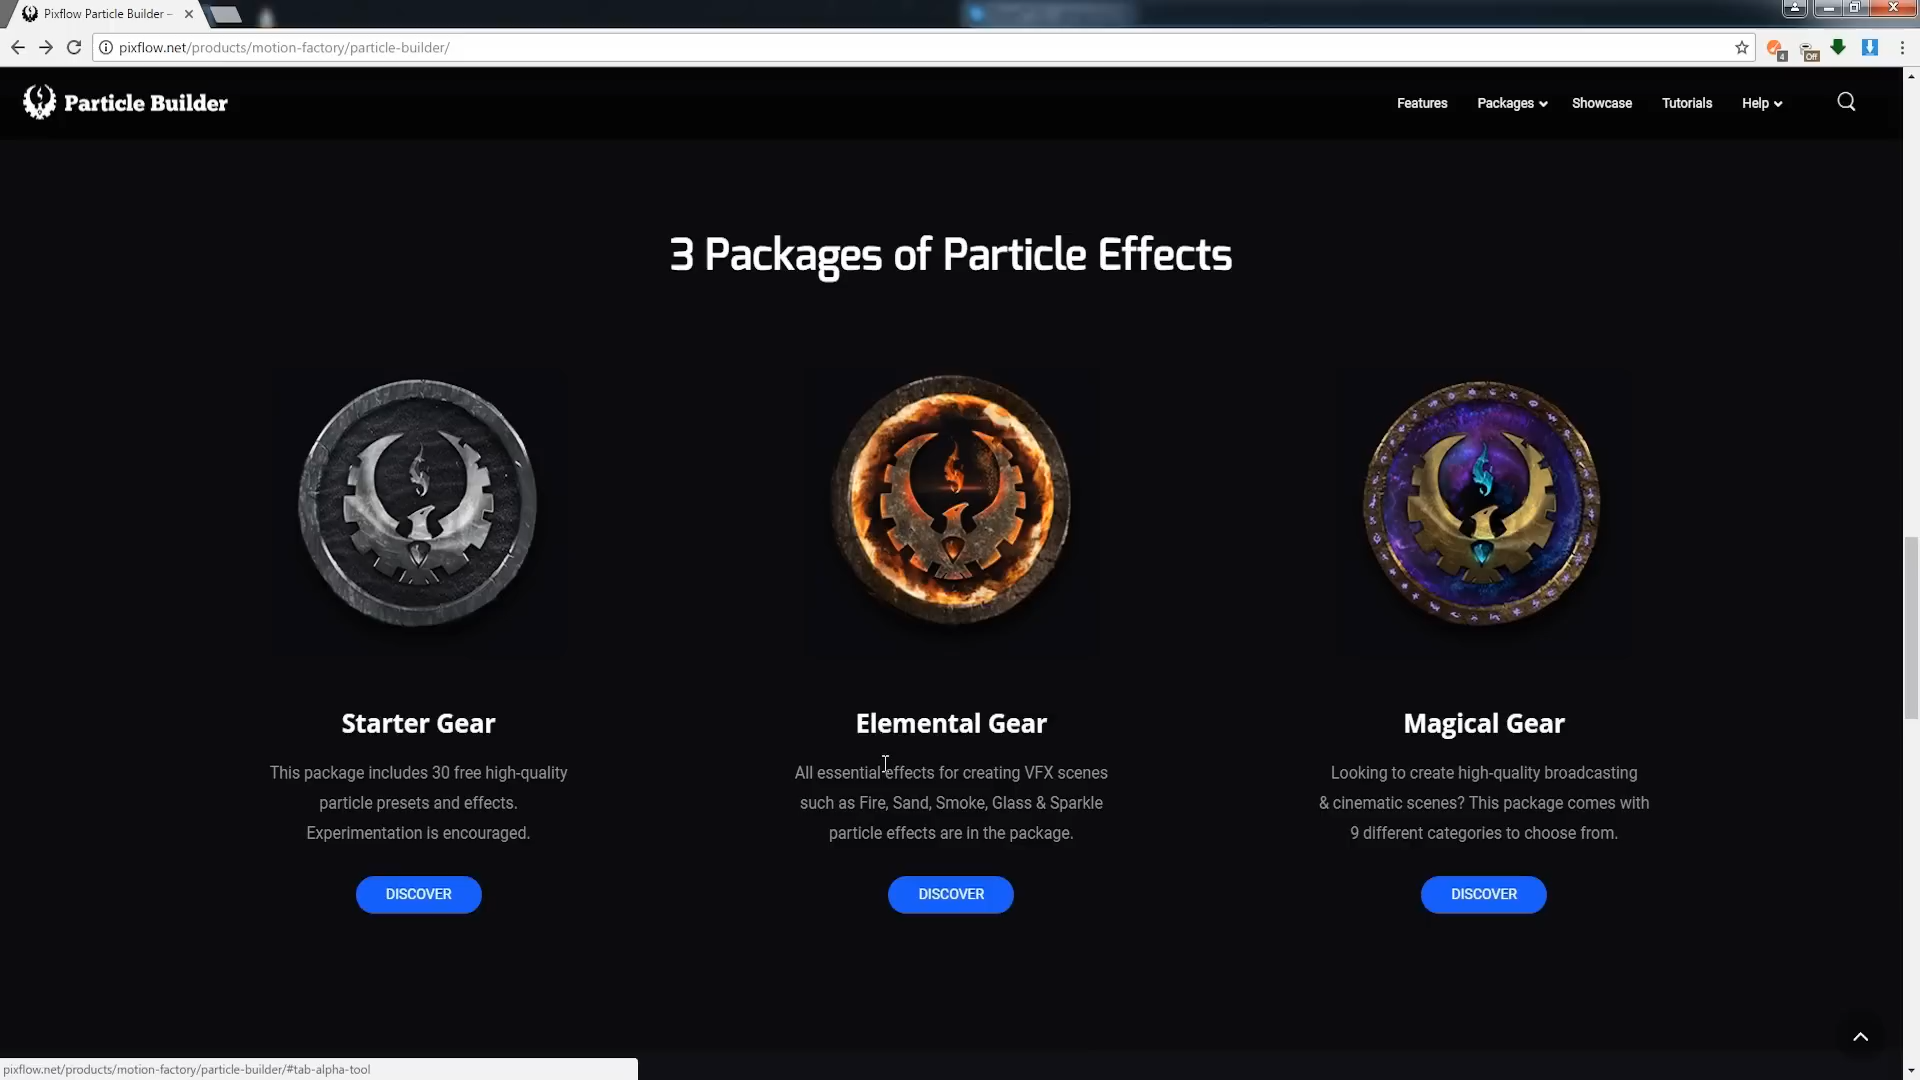 Pixflow Particle Builder –
pixflow.net/products/motion-factory/particle-builder/
4
Off
Particle Builder
Features
Packages
Showcase
Tutorials
Help
3 Packages of Particle Effects
Starter Gear
This package includes 30 free high-quality
particle presets and effects.
Experimentation is encouraged.
DISCOVER
Elemental Gear
All essential effects for creating VFX scenes
such as Fire, Sand, Smoke, Glass & Sparkle
particle effects are in the package.
DISCOVER
Magical Gear
Looking to create high-quality broadcasting
& cinematic scenes? This package comes with
9 different categories to choose from.
DISCOVER
pixflow.net/products/motion-factory/particle-builder/#tab-alpha-tool